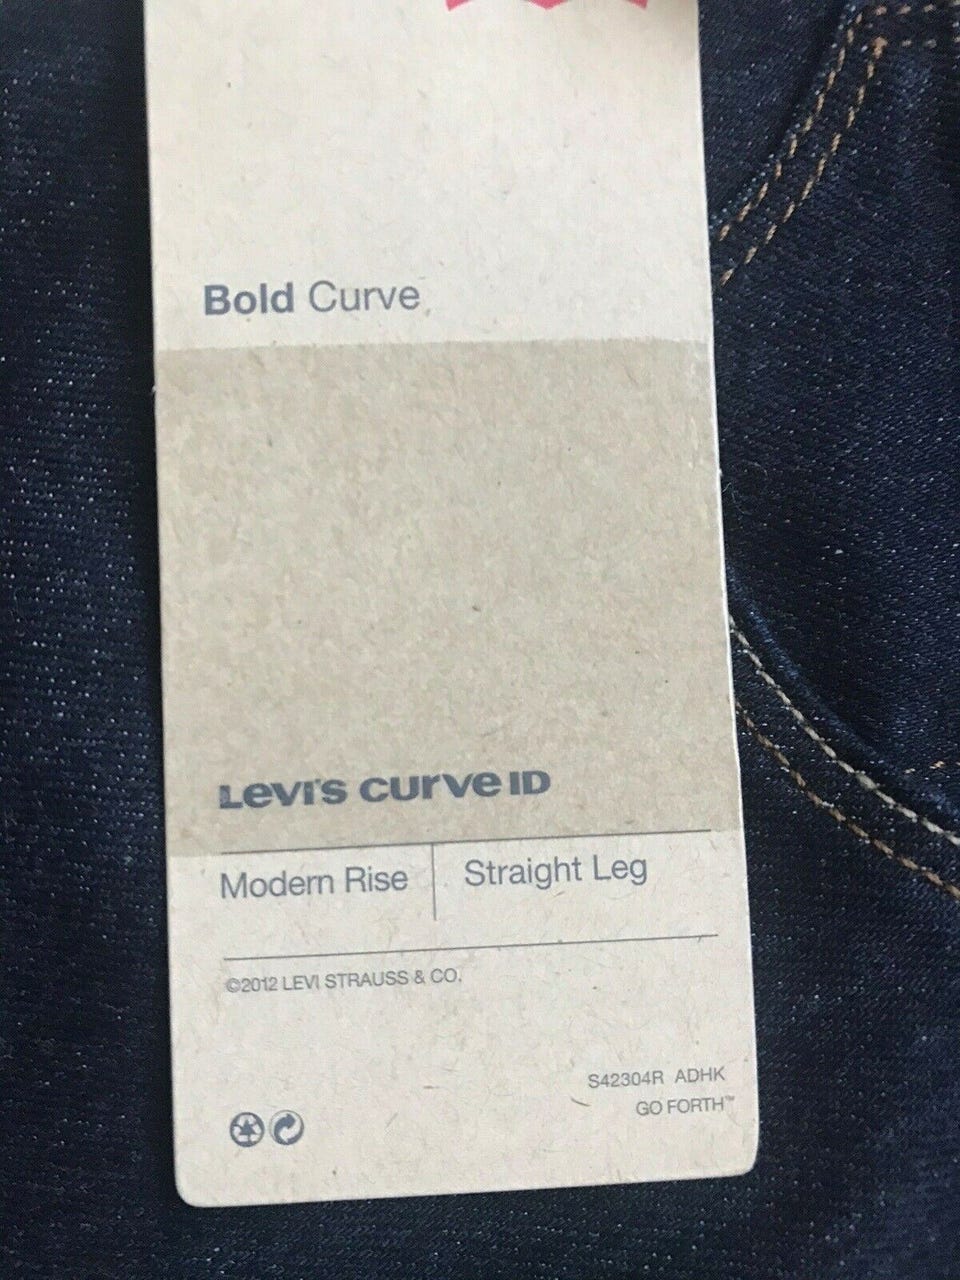 Bold Curve
Levi's Curve ID
Modern Rise
Straight Leg
©2012 LEVI STRAUSS & CO.
S42304R ADHK
GO FORTH™